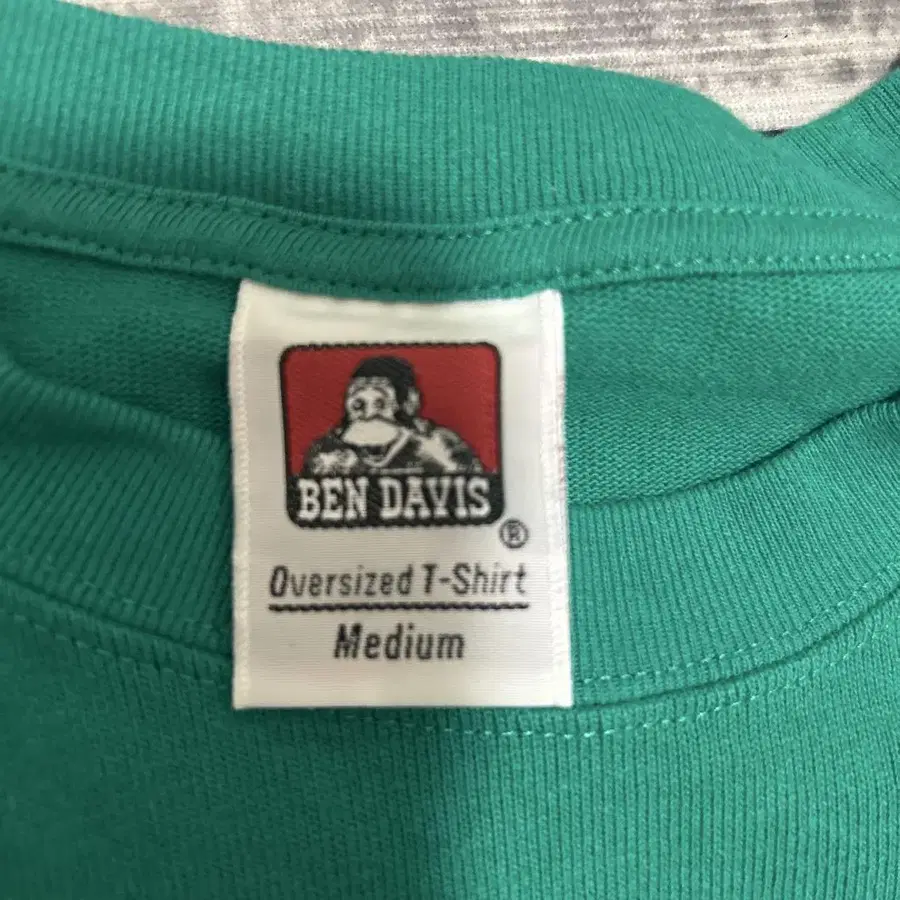 BEN DAVIS
®
Oversized T-Shirt
Medium